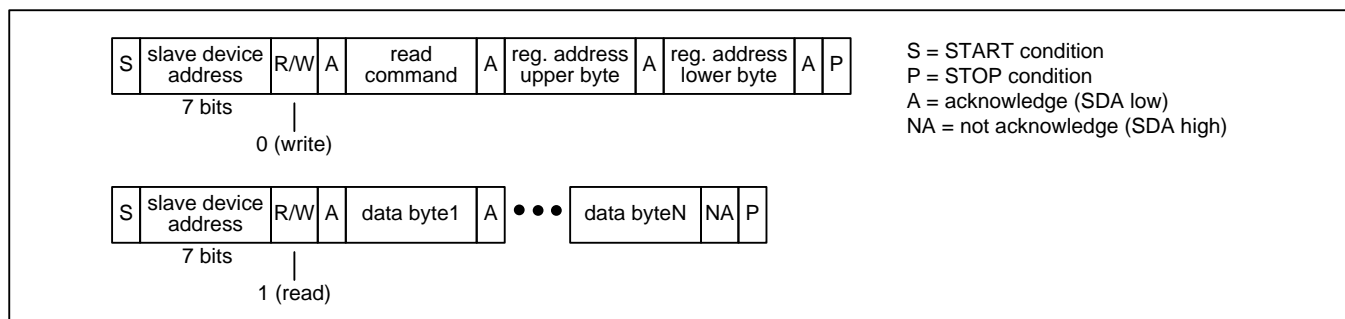 S slave device address R/W A read command A reg. address upper byte A reg. address lower byte A P
7 bits
0 (write)
S = START condition
P = STOP condition
A = acknowledge (SDA low)
NA = not acknowledge (SDA high)
S slave device address R/W A data byte1 A ••• data byteN NA P
7 bits
1 (read)